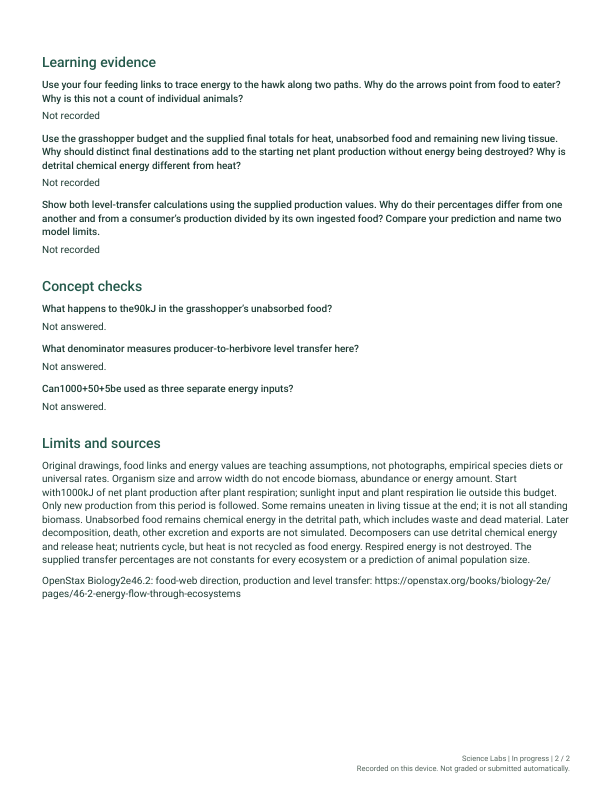 Learning evidence
Use your four feeding links to trace energy to the hawk along two paths. Why do the arrows point from food to eater?
Why is this not a count of individual animals?
Not recorded
Use the grasshopper budget and the supplied final totals for heat, unabsorbed food and remaining new living tissue.
Why should distinct final destinations add to the starting net plant production without energy being destroyed? Why is
detrital chemical energy different from heat?
Not recorded
Show both level-transfer calculations using the supplied production values. Why do their percentages differ from one
another and from a consumer's production divided by its own ingested food? Compare your prediction and name two
model limits.
Not recorded
Concept checks
What happens to the90kJ in the grasshopper's unabsorbed food?
Not answered.
What denominator measures producer-to-herbivore level transfer here?
Not answered.
Can1000+50+5be used as three separate energy inputs?
Not answered.
Limits and sources
Original drawings, food links and energy values are teaching assumptions, not photographs, empirical species diets or
universal rates. Organism size and arrow width do not encode biomass, abundance or energy amount. Start
with1000kJ of net plant production after plant respiration; sunlight input and plant respiration lie outside this budget.
Only new production from this period is followed. Some remains uneaten in living tissue at the end; it is not all standing
biomass. Unabsorbed food remains chemical energy in the detrital path, which includes waste and dead material. Later
decomposition, death, other excretion and exports are not simulated. Decomposers can use detrital chemical energy
and release heat; nutrients cycle, but heat is not recycled as food energy. Respired energy is not destroyed. The
supplied transfer percentages are not constants for every ecosystem or a prediction of animal population size.
OpenStax Biology2e46.2: food-web direction, production and level transfer: https://openstax.org/books/biology-2e/
pages/46-2-energy-flow-through-ecosystems
Science Labs | In progress | 2 / 2
Recorded on this device. Not graded or submitted automatically.